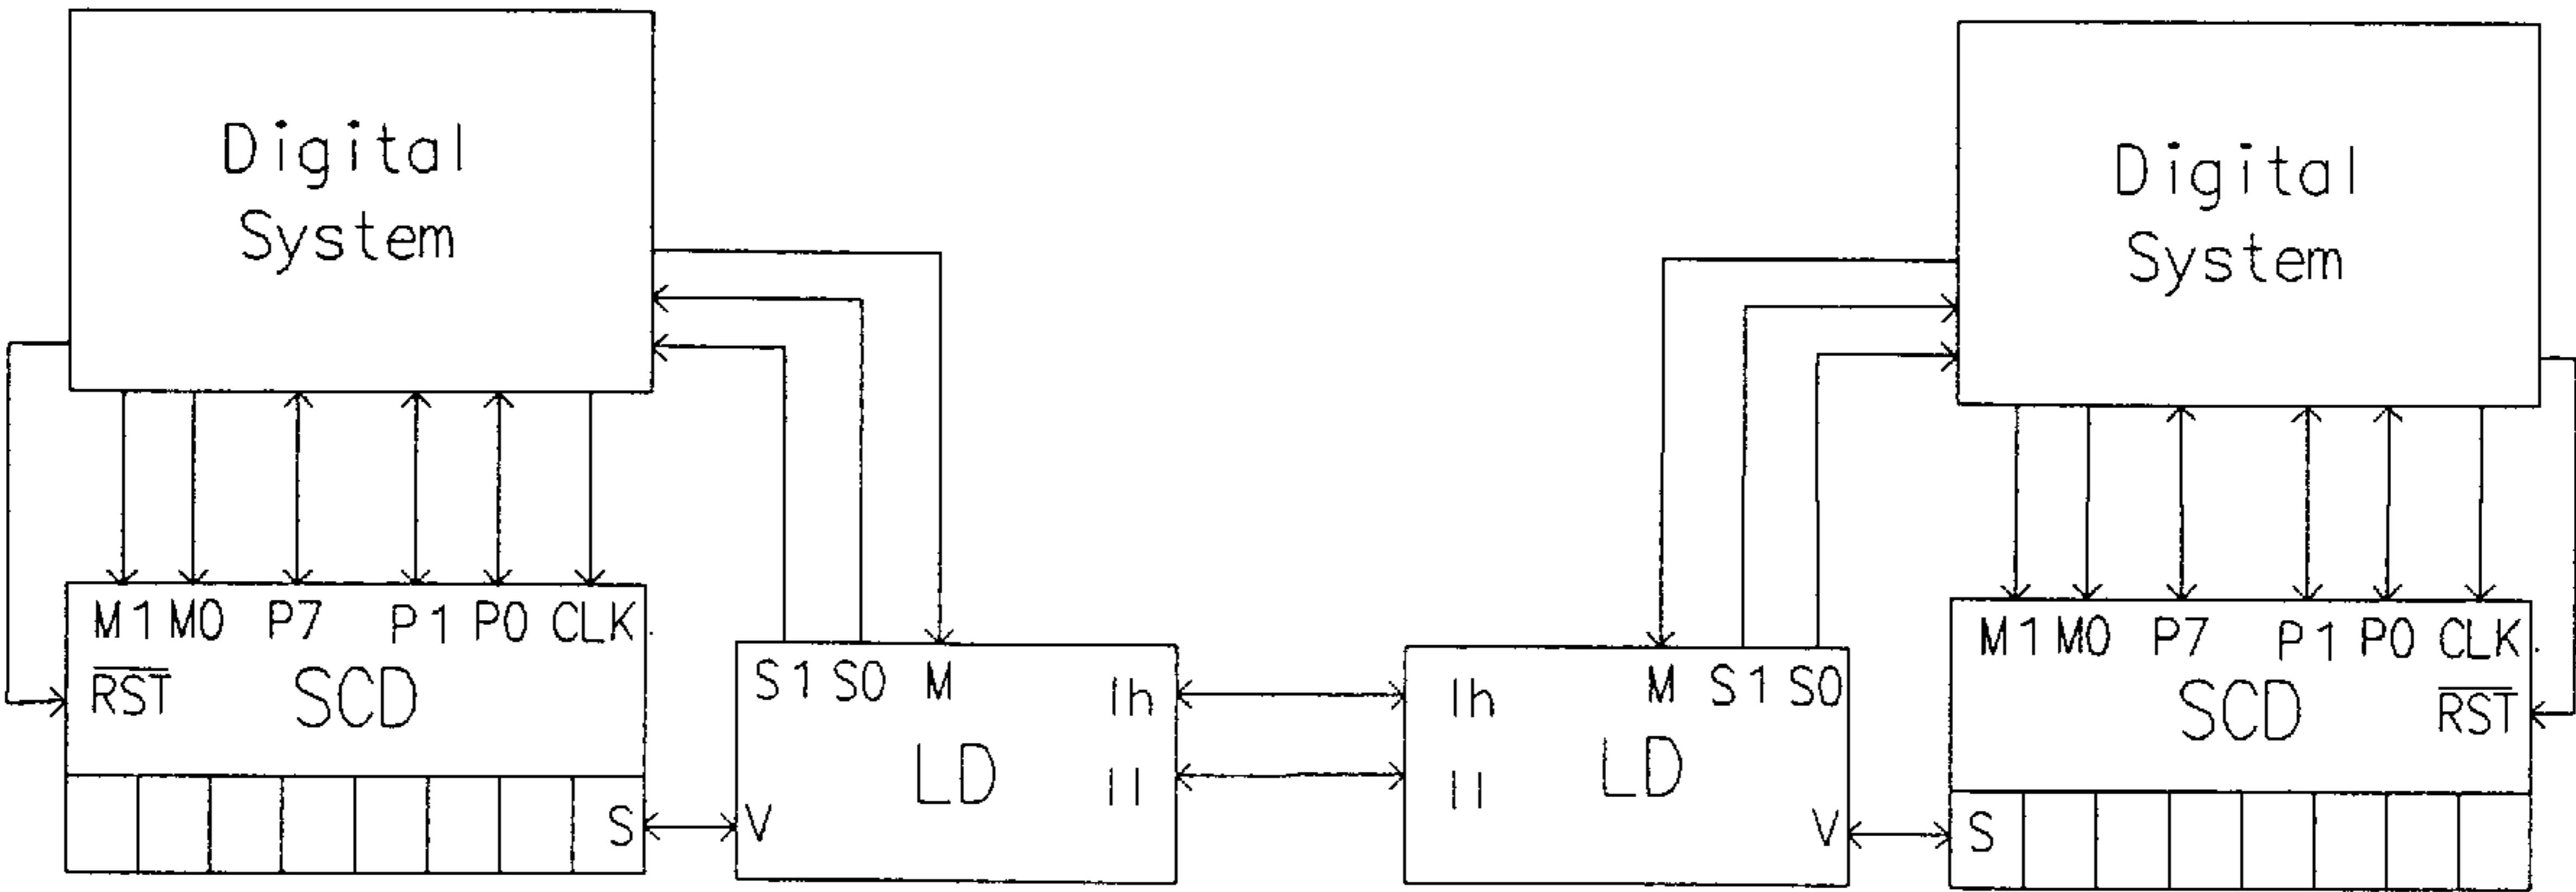 Digital
System
Digital
System
M1 M0 P7 P1 P0 CLK
RST SCD
S
S1 S0 M
Ih
LD
Il
V
M S1 S0
Ih
LD
Il
V
M1 M0 P7 P1 P0 CLK
SCD RST
S